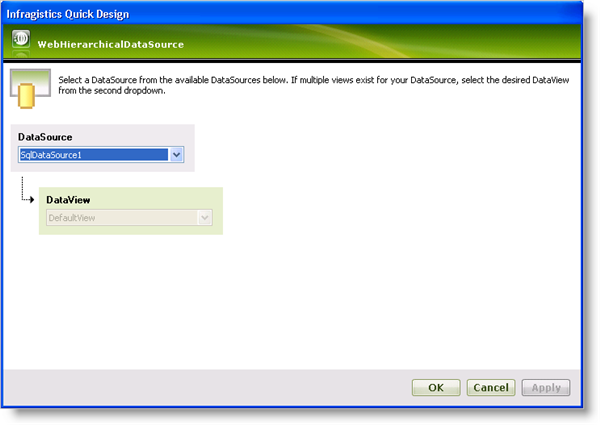 Infragistics Quick Design
WebHierarchicalDataSource
Select a DataSource from the available DataSources below. If multiple views exist for your DataSource, select the desired DataView
from the second dropdown.
DataSource
SqlDataSource1
DataView
DefaultView
OK Cancel Apply